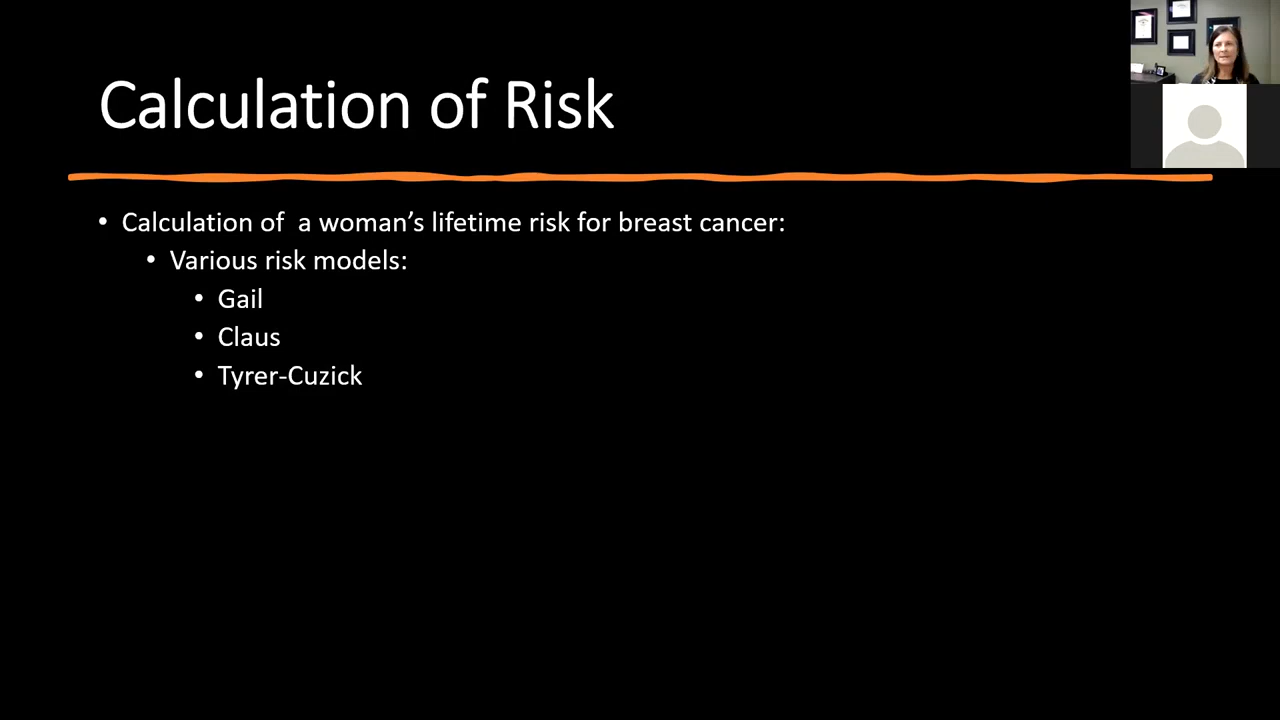 Calculation of Risk
• Calculation of  a woman’s lifetime risk for breast cancer:
• Various risk models:
• Gail
• Claus
• Tyrer-Cuzick